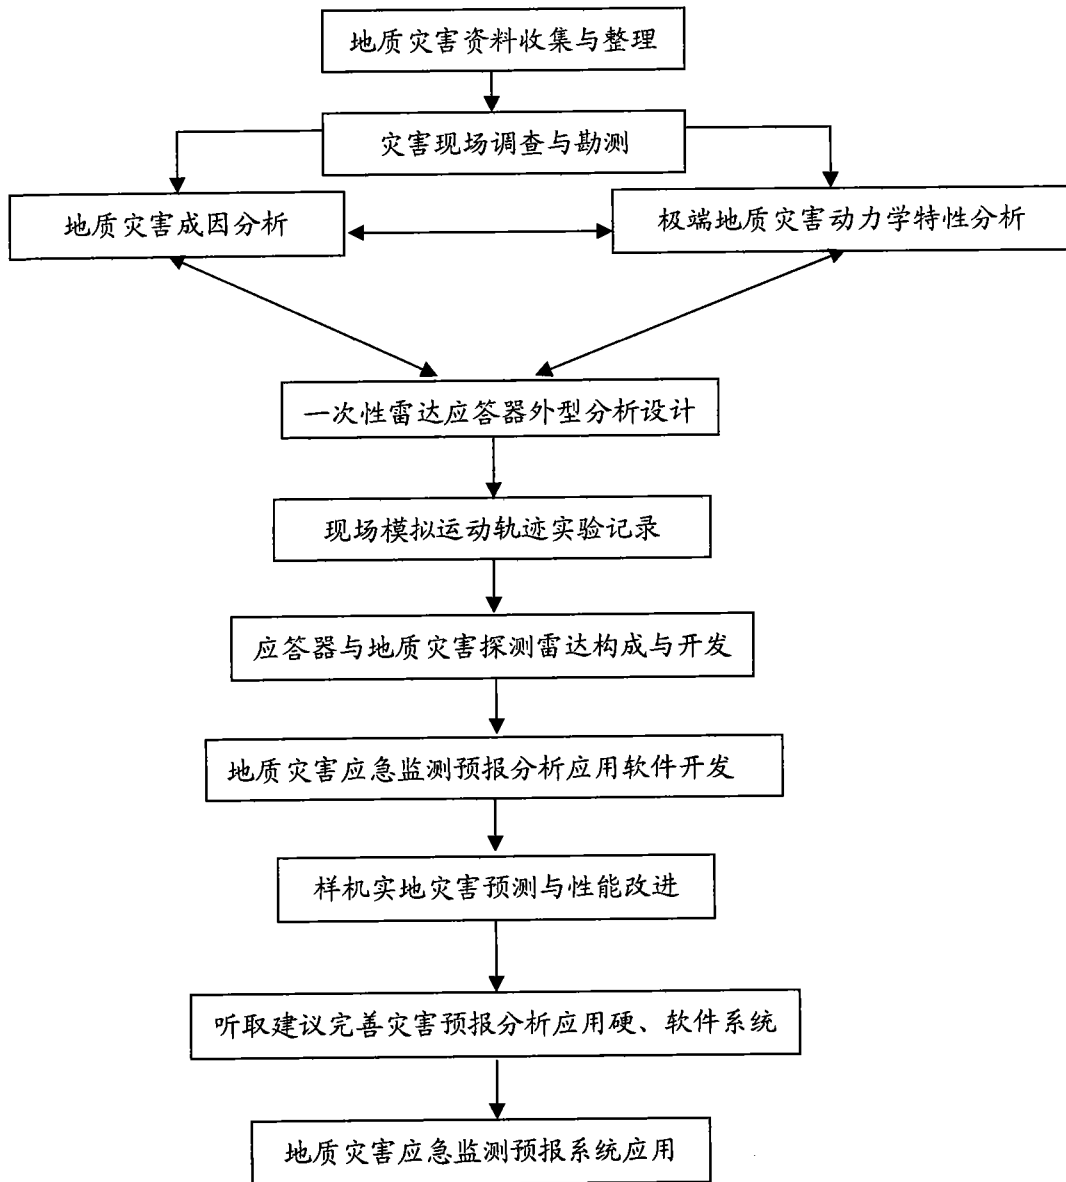 地质灾害资料收集与整理
灾害现场调查与勘测
地质灾害成因分析
极端地质灾害动力学特性分析
一次性雷达应答器外型分析设计
现场模拟运动轨迹实验记录
应答器与地质灾害探测雷达构成与开发
地质灾害应急监测预报分析应用软件开发
样机实地灾害预测与性能改进
听取建议完善灾害预报分析应用硬、软件系统
地质灾害应急监测预报系统应用